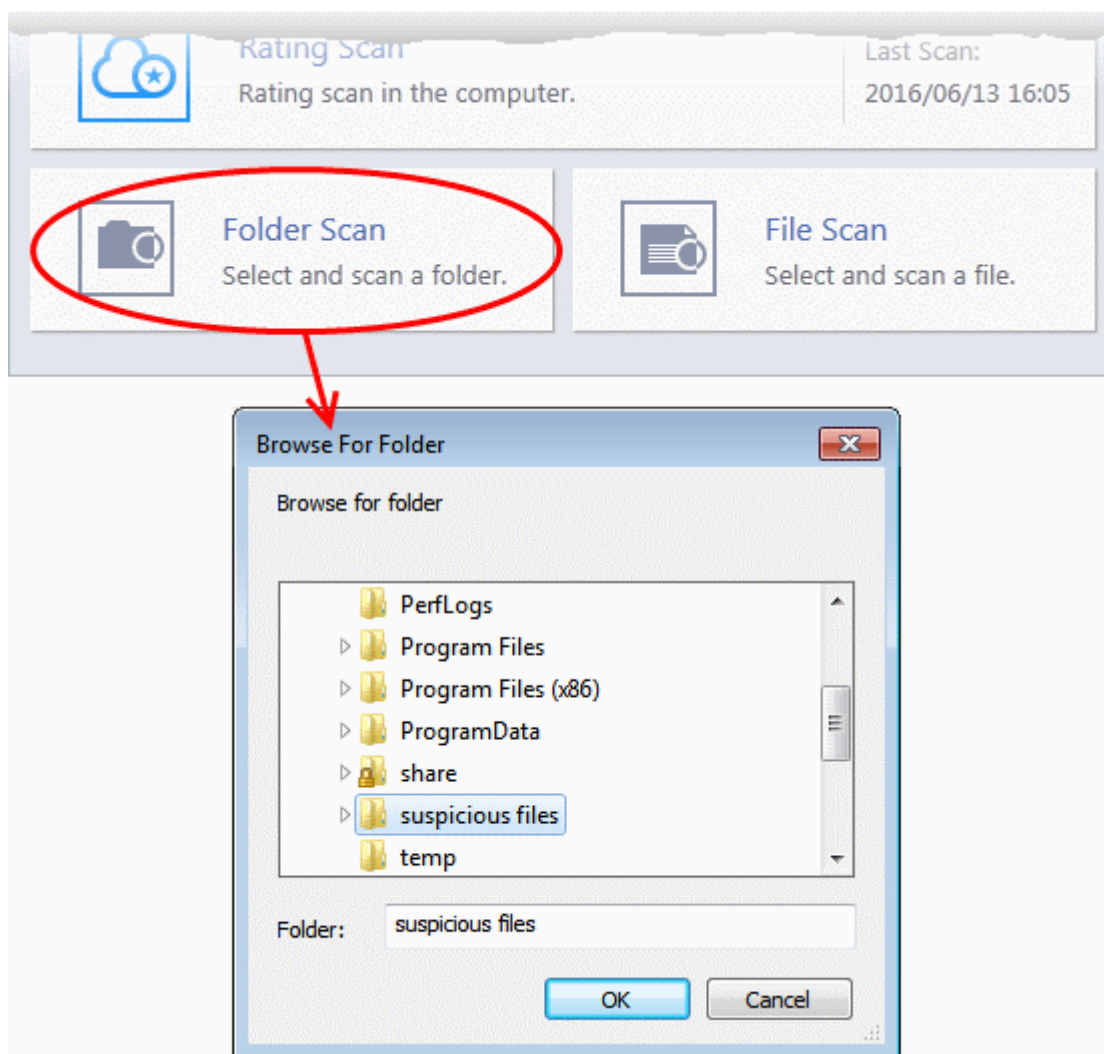 Rating Scan
Last Scan:
Rating scan in the computer.
2016/06/13 16:05
Folder Scan
File Scan
Select and scan a folder.
Select and scan a file.
Browse For Folder
Browse for folder
PerfLogs
Program Files
Program Files (x86)
ProgramData
share
suspicious files
temp
Folder:
suspicious files
OK
Cancel